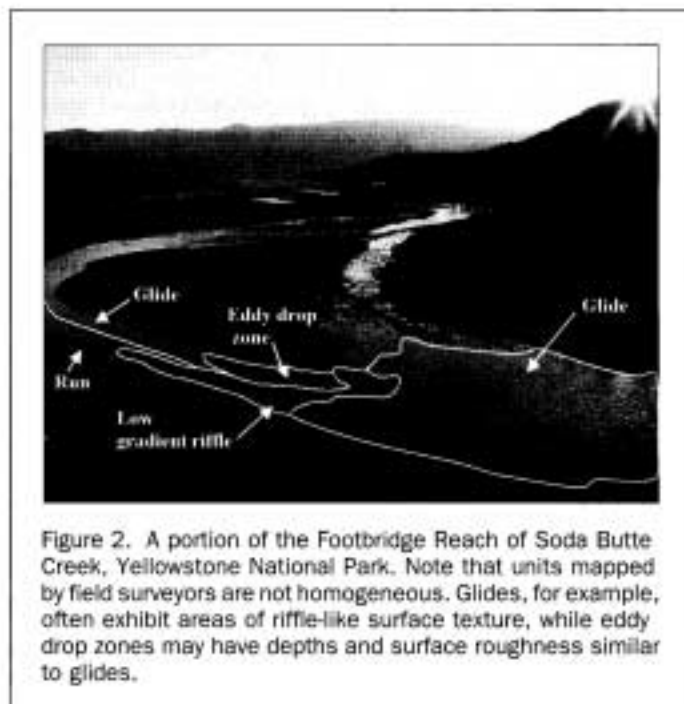 Glide
Eddy drop
zone
Glide
Run
Low
gradient riffle
Figure 2. A portion of the Footbridge Reach of Soda Butte
Creek, Yellowstone National Park. Note that units mapped
by field surveyors are not homogeneous. Glides, for example,
often exhibit areas of riffle-like surface texture, while eddy
drop zones may have depths and surface roughness similar
to glides.